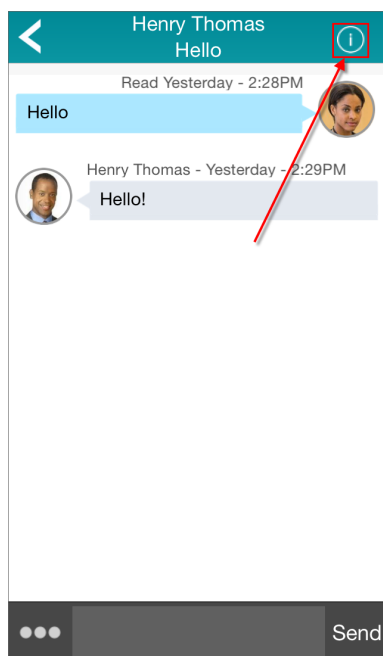 Henry Thomas
Hello
Read Yesterday - 2:28PM
Hello
Henry Thomas - Yesterday - 2:29PM
Hello!
Send